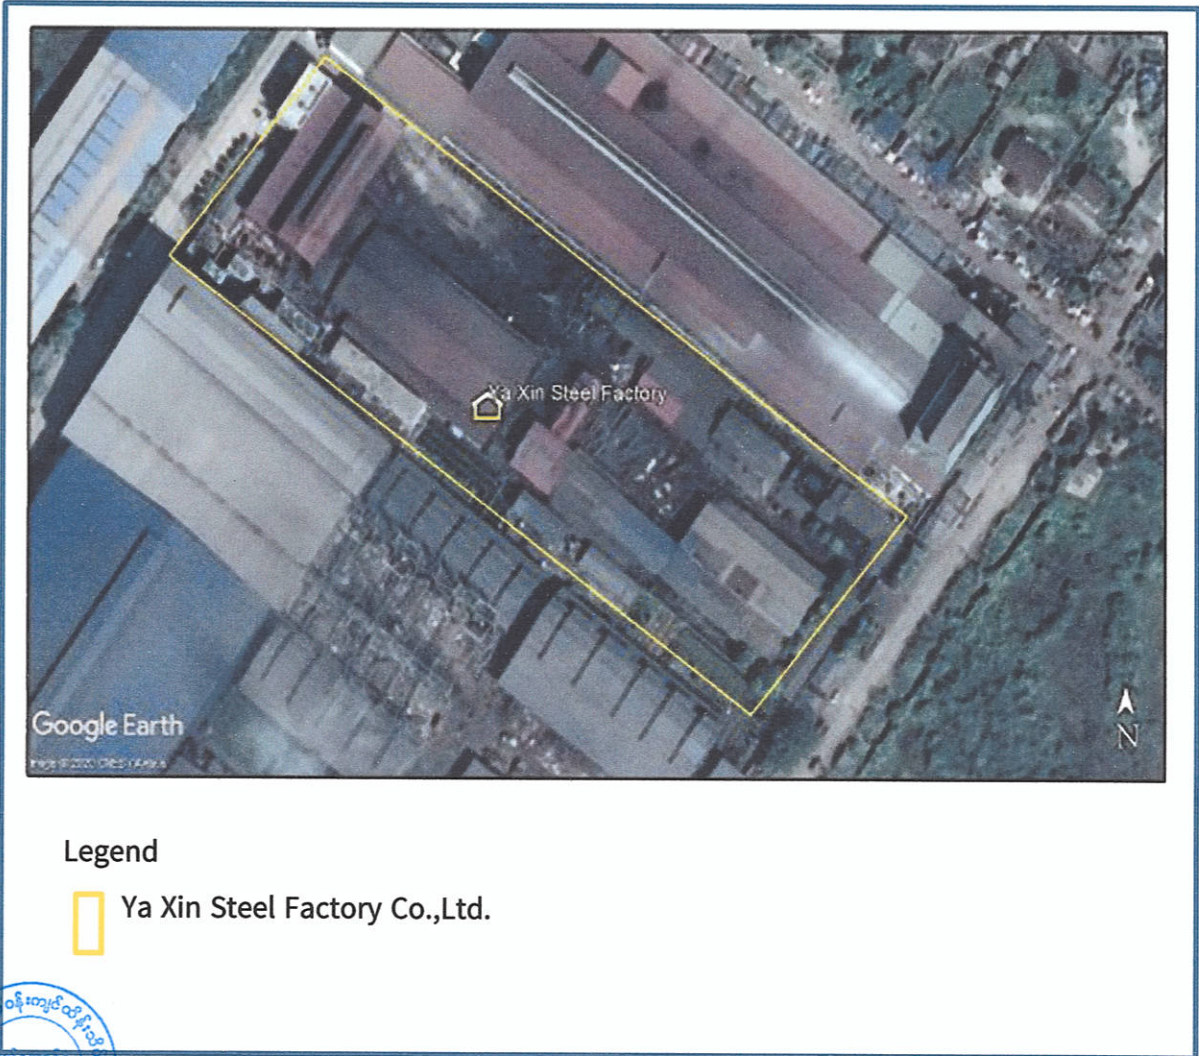 Ya Xin Steel Factory
Google Earth
N
Legend
Ya Xin Steel Factory Co.,Ltd.